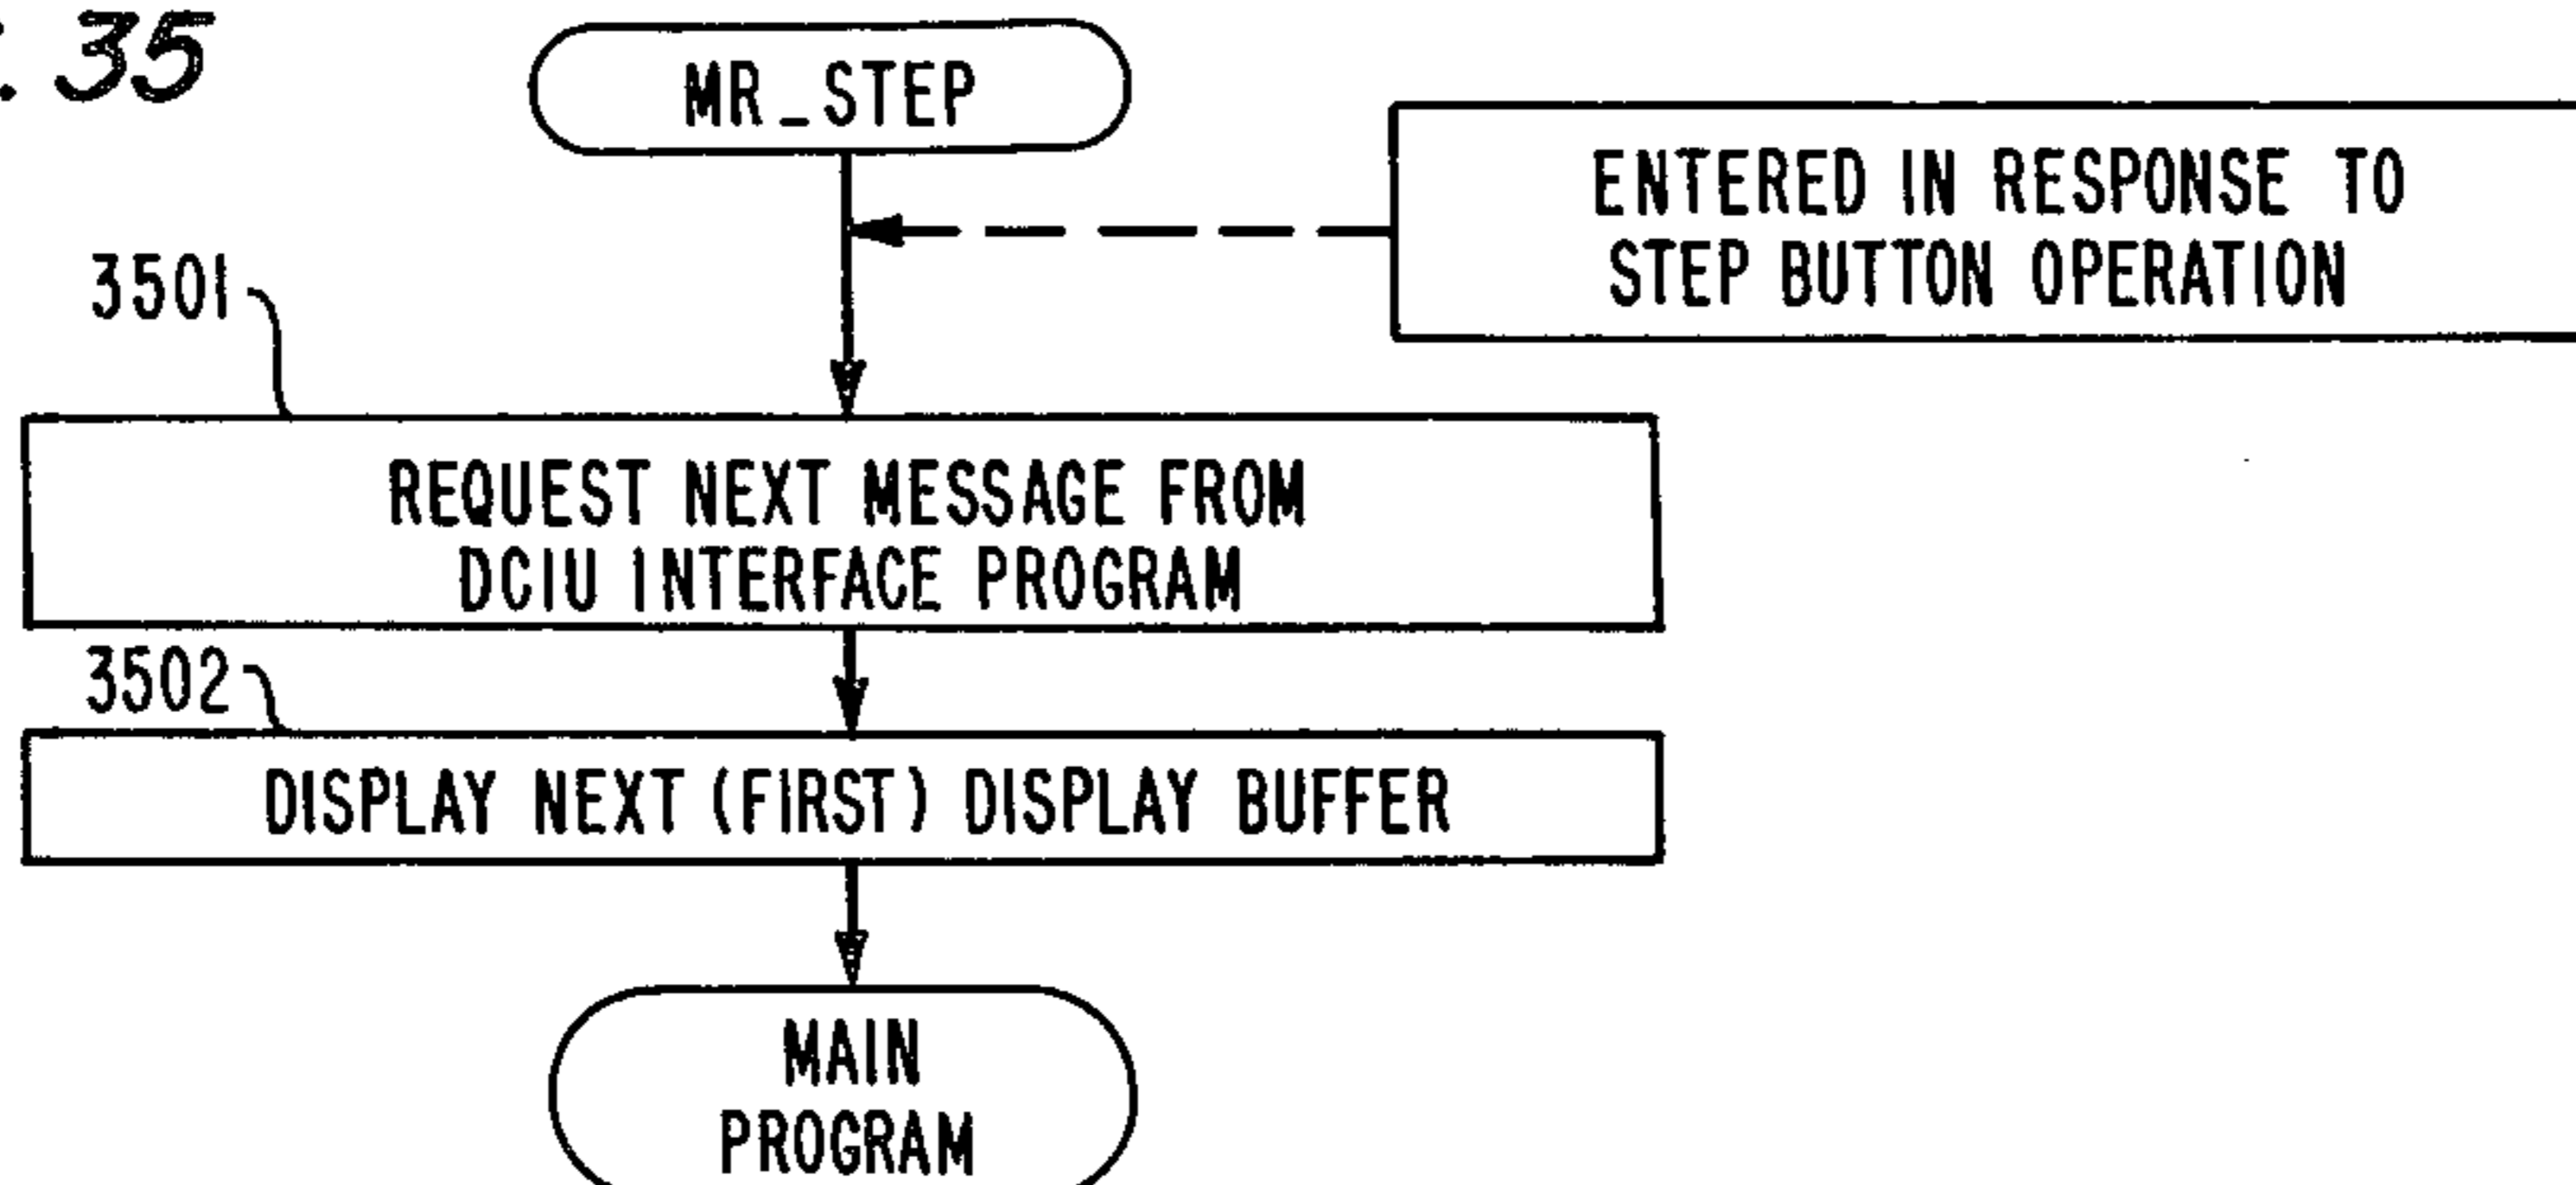 . 35
MR_STEP
ENTERED IN RESPONSE TO
STEP BUTTON OPERATION
3501
REQUEST NEXT MESSAGE FROM
DCIU INTERFACE PROGRAM
3502
DISPLAY NEXT (FIRST) DISPLAY BUFFER
MAIN
PROGRAM